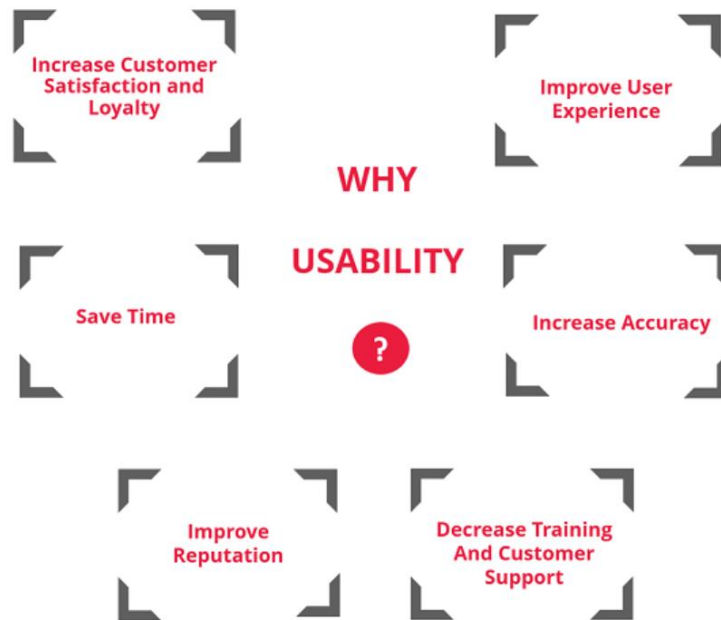 Increase Customer
Satisfaction and
Loyalty
Improve User
Experience
WHY
USABILITY
?
Save Time
Increase Accuracy
Improve
Reputation
Decrease Training
And Customer
Support